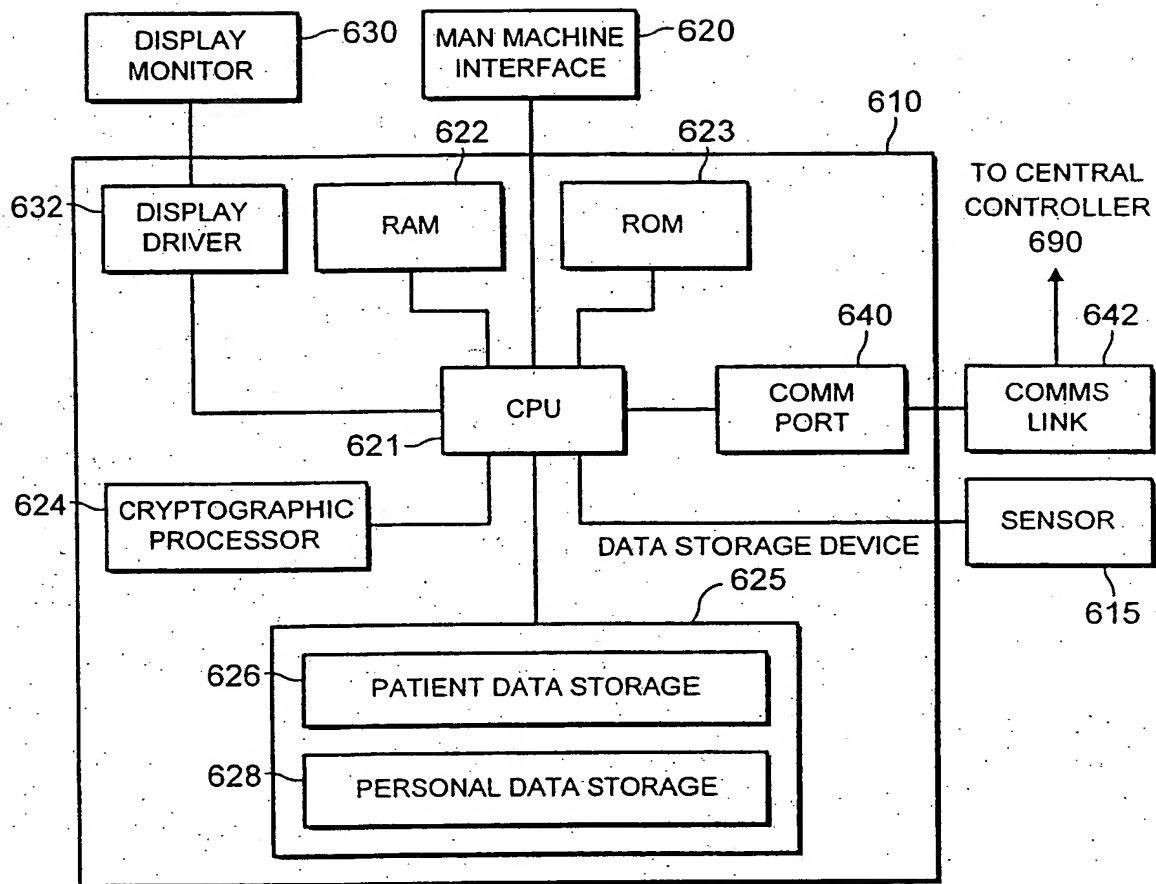 DISPLAY
MONITOR
630
MAN MACHINE
INTERFACE
620
610
622
623
TO CENTRAL
CONTROLLER
690
632
DISPLAY
DRIVER
RAM
ROM
640
642
CPU
621
COMM
PORT
COMMS
LINK
624
CRYPTOGRAPHIC
PROCESSOR
SENSOR
615
DATA STORAGE DEVICE
625
626
PATIENT DATA STORAGE
628
PERSONAL DATA STORAGE